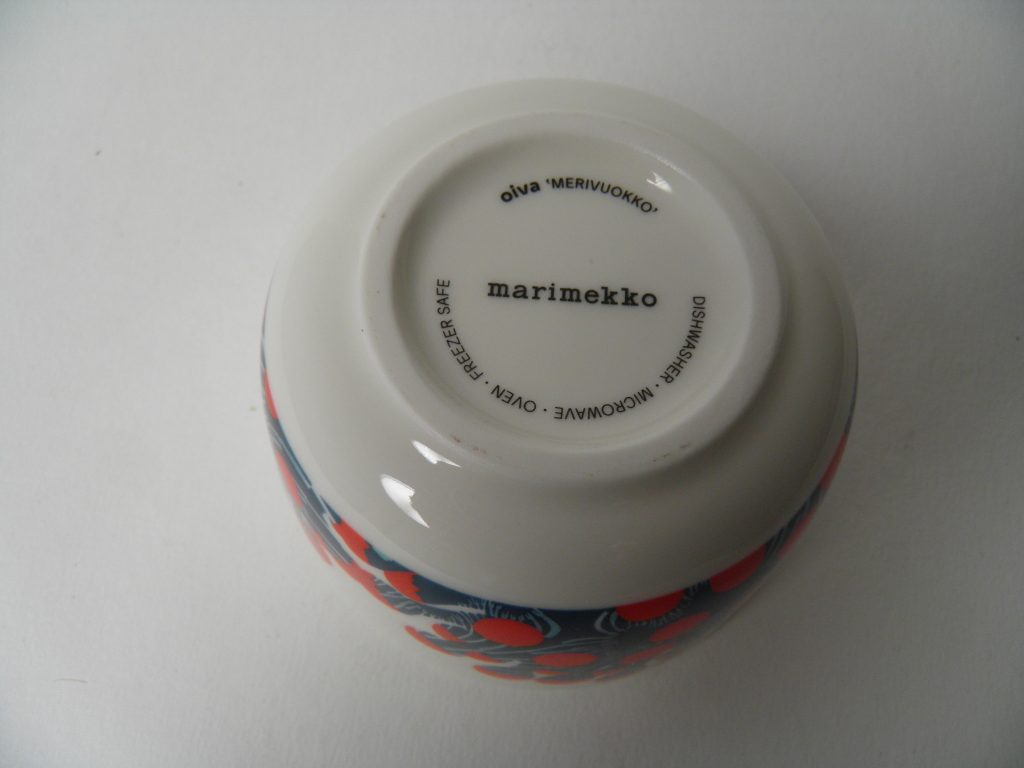 oiva 'MERIVUOKKO'
marimekko
DISHWASHER · MICROWAVE · OVEN · FREEZER SAFE